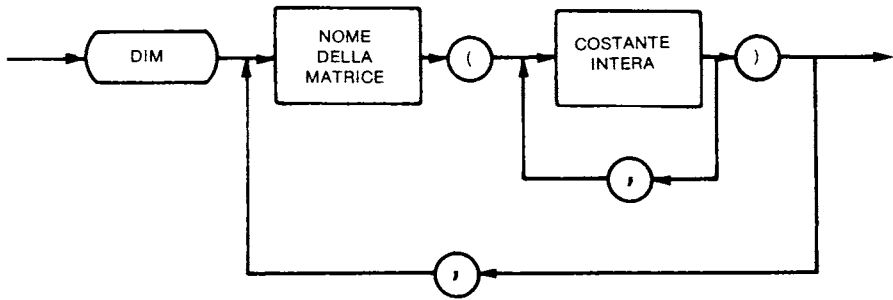 DIM
NOME
DELLA
MATRICE
(
COSTANTE
INTERA
)
,
,